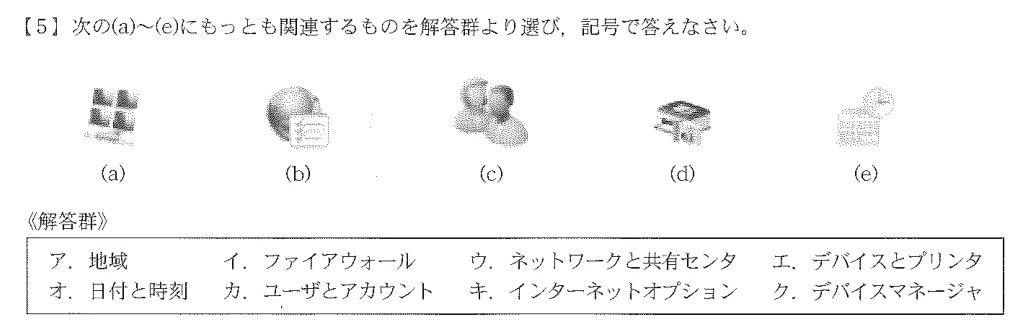 【5】次の(a)～(e)にもっとも関連するものを解答群より選び，記号で答えなさい。
(a) (b) (c) (d) (e)
《解答群》
ア．地域 イ．ファイアウォール ウ．ネットワークと共有センタ エ．デバイスとプリンタ
オ．日付と時刻 カ．ユーザとアカウント キ．インターネットオプション ク．デバイスマネージャ